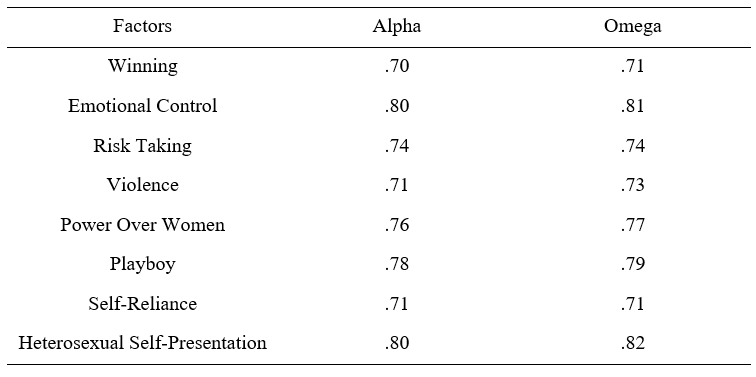 Factors Alpha Omega
Winning .70 .71
Emotional Control .80 .81
Risk Taking .74 .74
Violence .71 .73
Power Over Women .76 .77
Playboy .78 .79
Self-Reliance .71 .71
Heterosexual Self-Presentation .80 .82